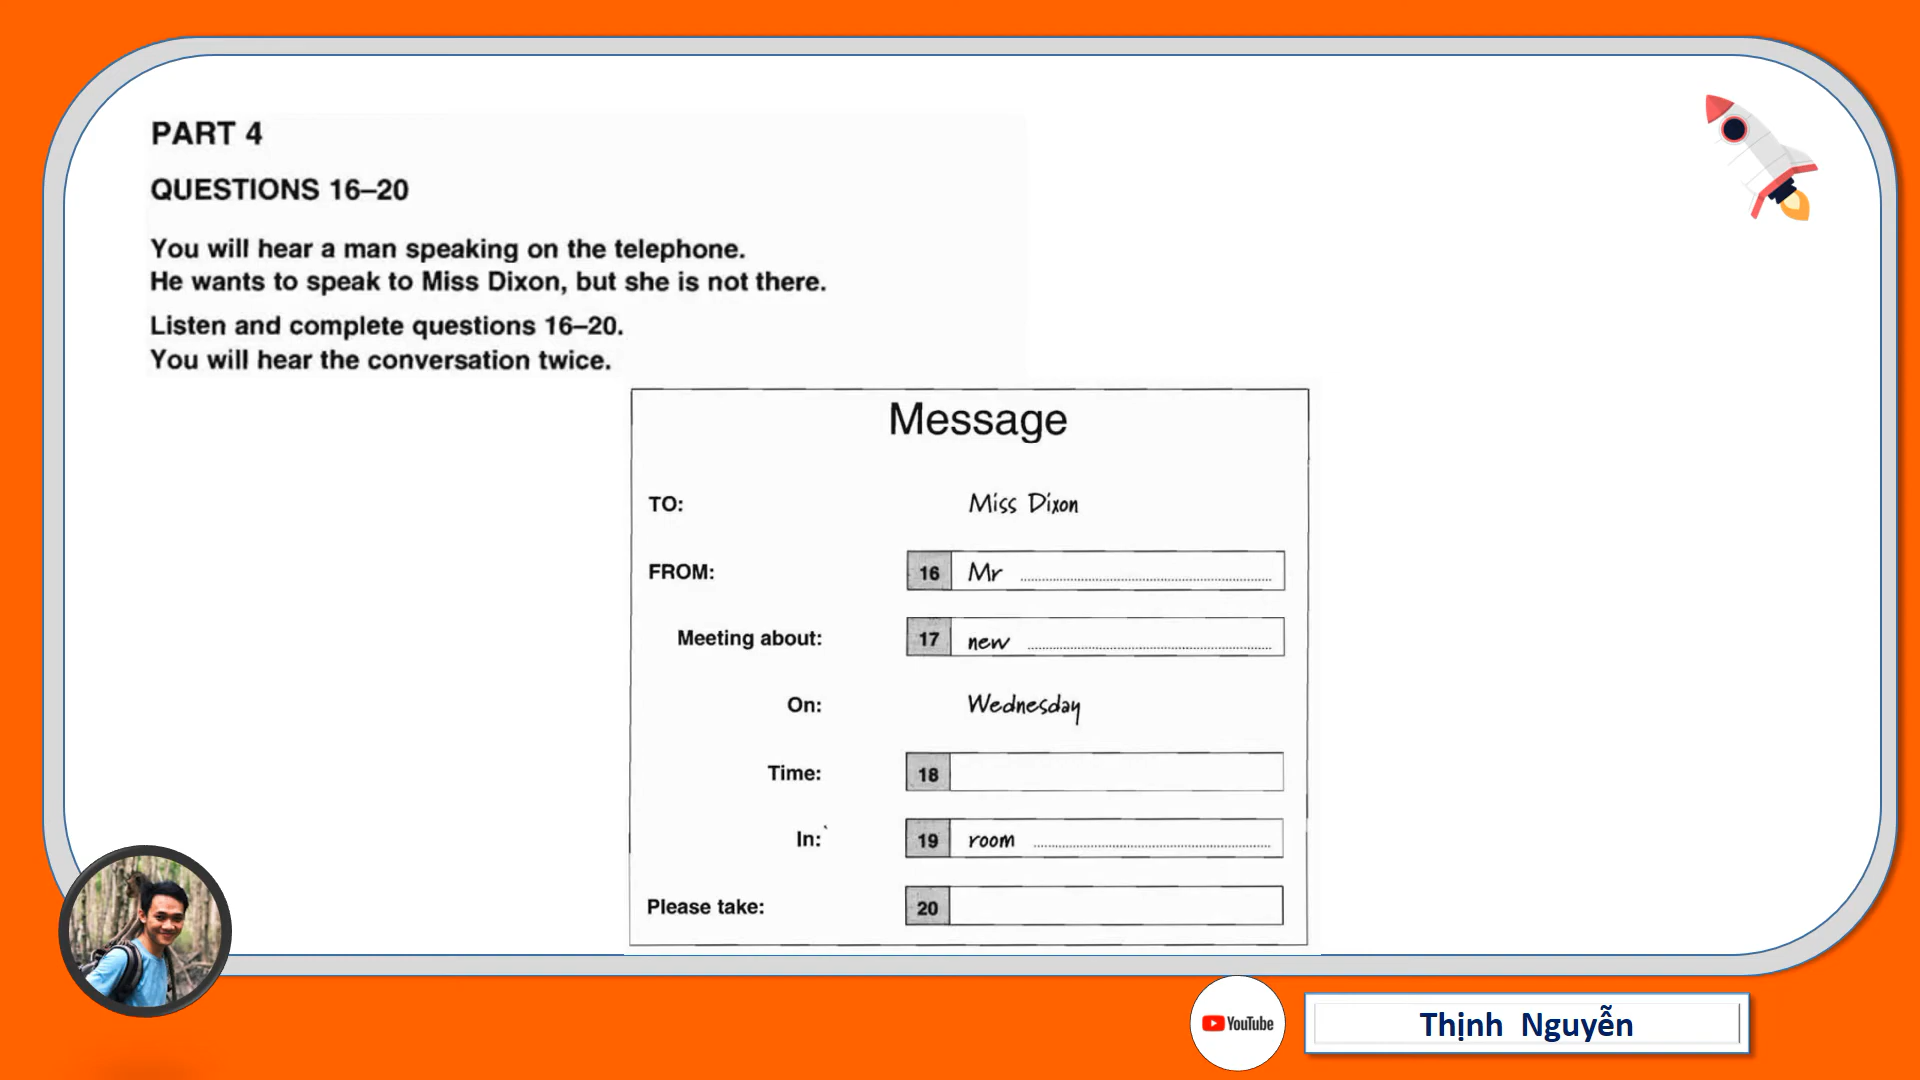 PART 4
QUESTIONS 16–20
You will hear a man speaking on the telephone.
He wants to speak to Miss Dixon, but she is not there.
Listen and complete questions 16–20.
You will hear the conversation twice.
Message
TO: Miss Dixon
FROM: 16 Mr ........................
Meeting about: 17 new ........................
On: Wednesday
Time: 18
In: 19 room ........................
Please take: 20
YouTube
Thịnh Nguyễn